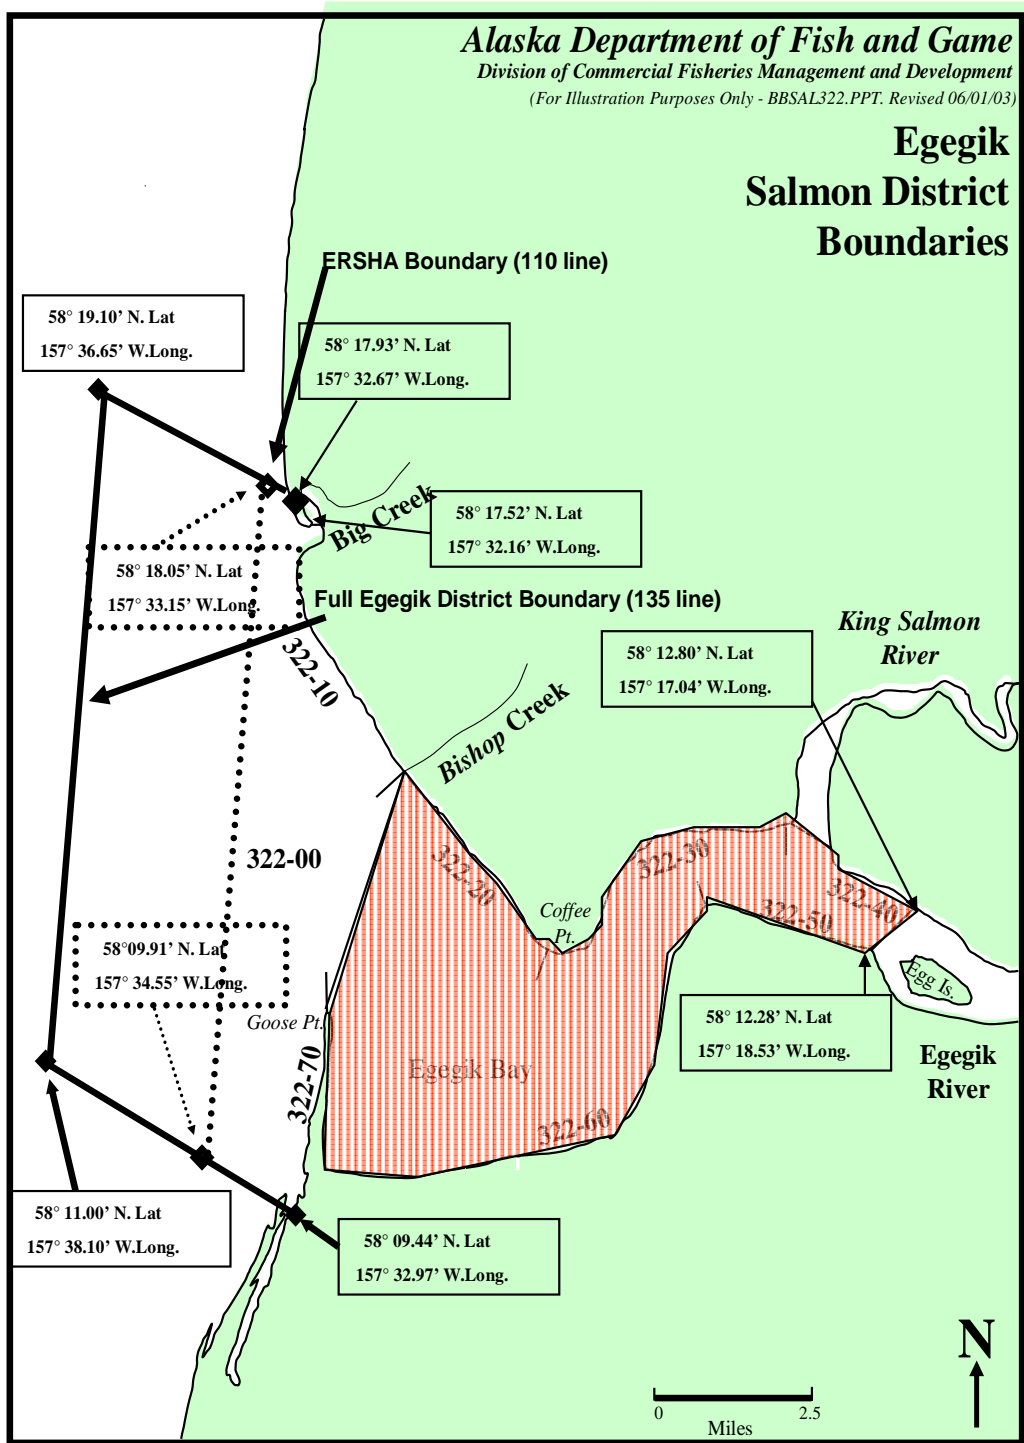 Alaska Department of Fish and Game
Division of Commercial Fisheries Management and Development
(For Illustration Purposes Only - BBSAL322.PPT. Revised 06/01/03)
Egegik
Salmon District
Boundaries
ERSHA Boundary (110 line)
58° 19.10’ N. Lat
157° 36.65’ W.Long.
58° 17.93’ N. Lat
157° 32.67’ W.Long.
Big Creek
58° 17.52’ N. Lat
157° 32.16’ W.Long.
58° 18.05’ N. Lat
157° 33.15’ W.Long.
Full Egegik District Boundary (135 line)
King Salmon
River
322-10
58° 12.80’ N. Lat
157° 17.04’ W.Long.
Bishop Creek
322-00
322-20
322-30
322-40
322-50
Coffee
Pt.
58°09.91’ N. Lat
157° 34.55’ W.Long.
Egg Is.
Goose Pt.
58° 12.28’ N. Lat
157° 18.53’ W.Long.
Egegik
River
322-70
Egegik Bay
322-60
58° 11.00’ N. Lat
157° 38.10’ W.Long.
58° 09.44’ N. Lat
157° 32.97’ W.Long.
N
0 2.5
Miles